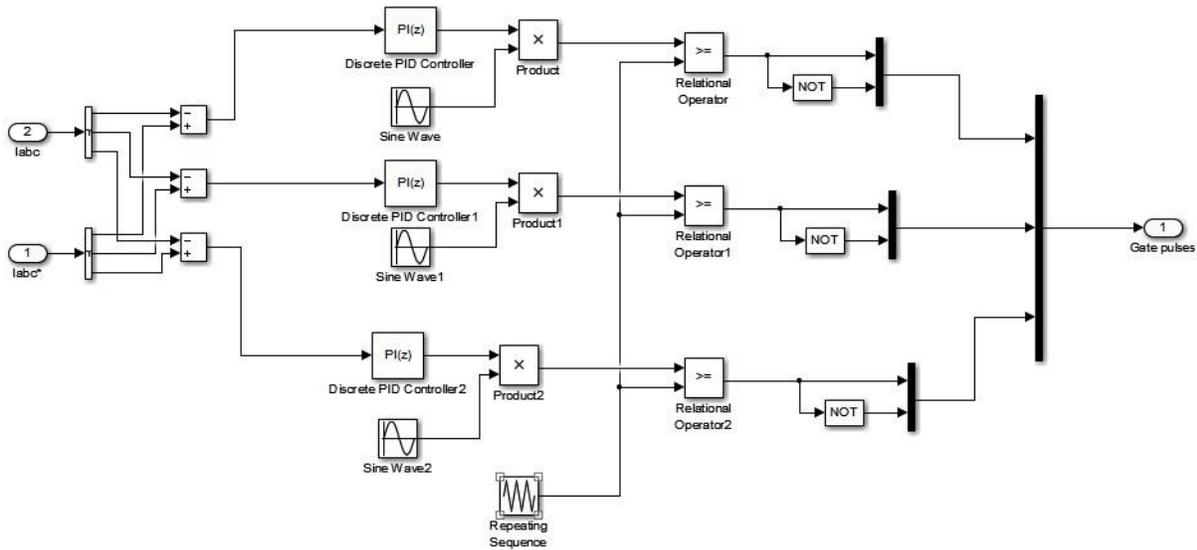 PI(z)
Discrete PID Controller
×
Product
Sine Wave
>=
Relational
Operator
NOT
2
Iabc
−
+
−
+
−
+
1
Iabc*
PI(z)
Discrete PID Controller1
×
Product1
Sine Wave1
>=
Relational
Operator1
NOT
1
Gate pulses
PI(z)
Discrete PID Controller2
×
Product2
Sine Wave2
>=
Relational
Operator2
NOT
Repeating
Sequence